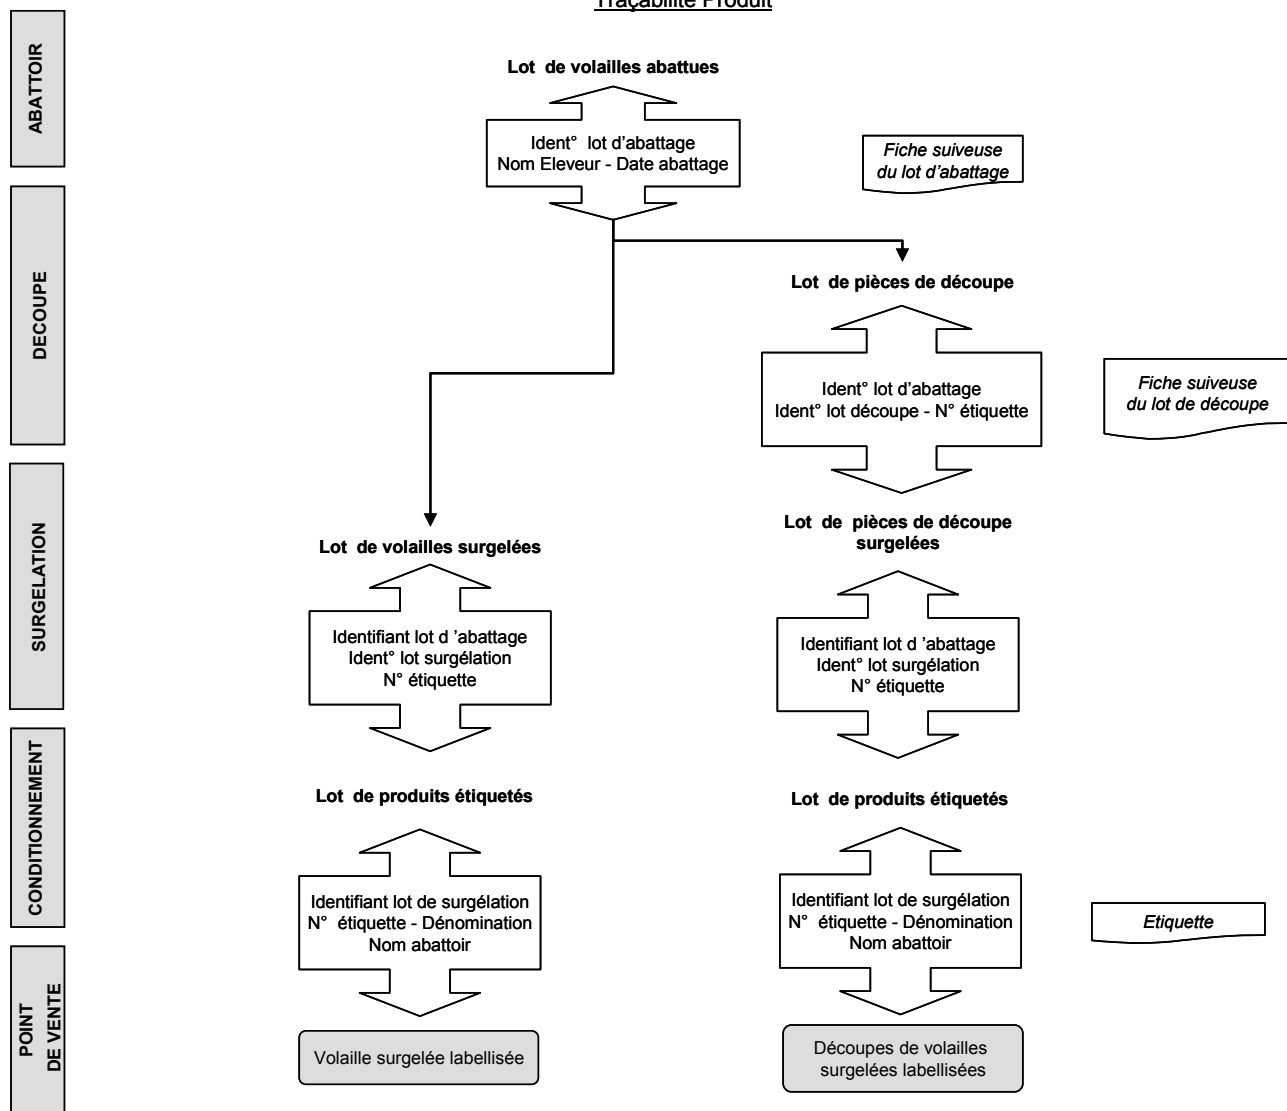 Traçabilité Produit
ABATTOIR
Lot de volailles abattues
Ident° lot d'abattage
Nom Eleveur - Date abattage
Fiche suiveuse
du lot d'abattage
DECOUPE
Lot de pièces de découpe
Ident° lot d'abattage
Ident° lot découpe - N° étiquette
Fiche suiveuse
du lot de découpe
SURGELATION
Lot de volailles surgelées
Identifiant lot d 'abattage
Ident° lot surgélation
N° étiquette
Lot de pièces de découpe
surgelées
Identifiant lot d 'abattage
Ident° lot surgélation
N° étiquette
CONDITIONNEMENT
Lot de produits étiquetés
Identifiant lot de surgélation
N° étiquette - Dénomination
Nom abattoir
Lot de produits étiquetés
Identifiant lot de surgélation
N° étiquette - Dénomination
Nom abattoir
Etiquette
POINT
DE VENTE
Volaille surgelée labellisée
Découpes de volailles
surgelées labellisées